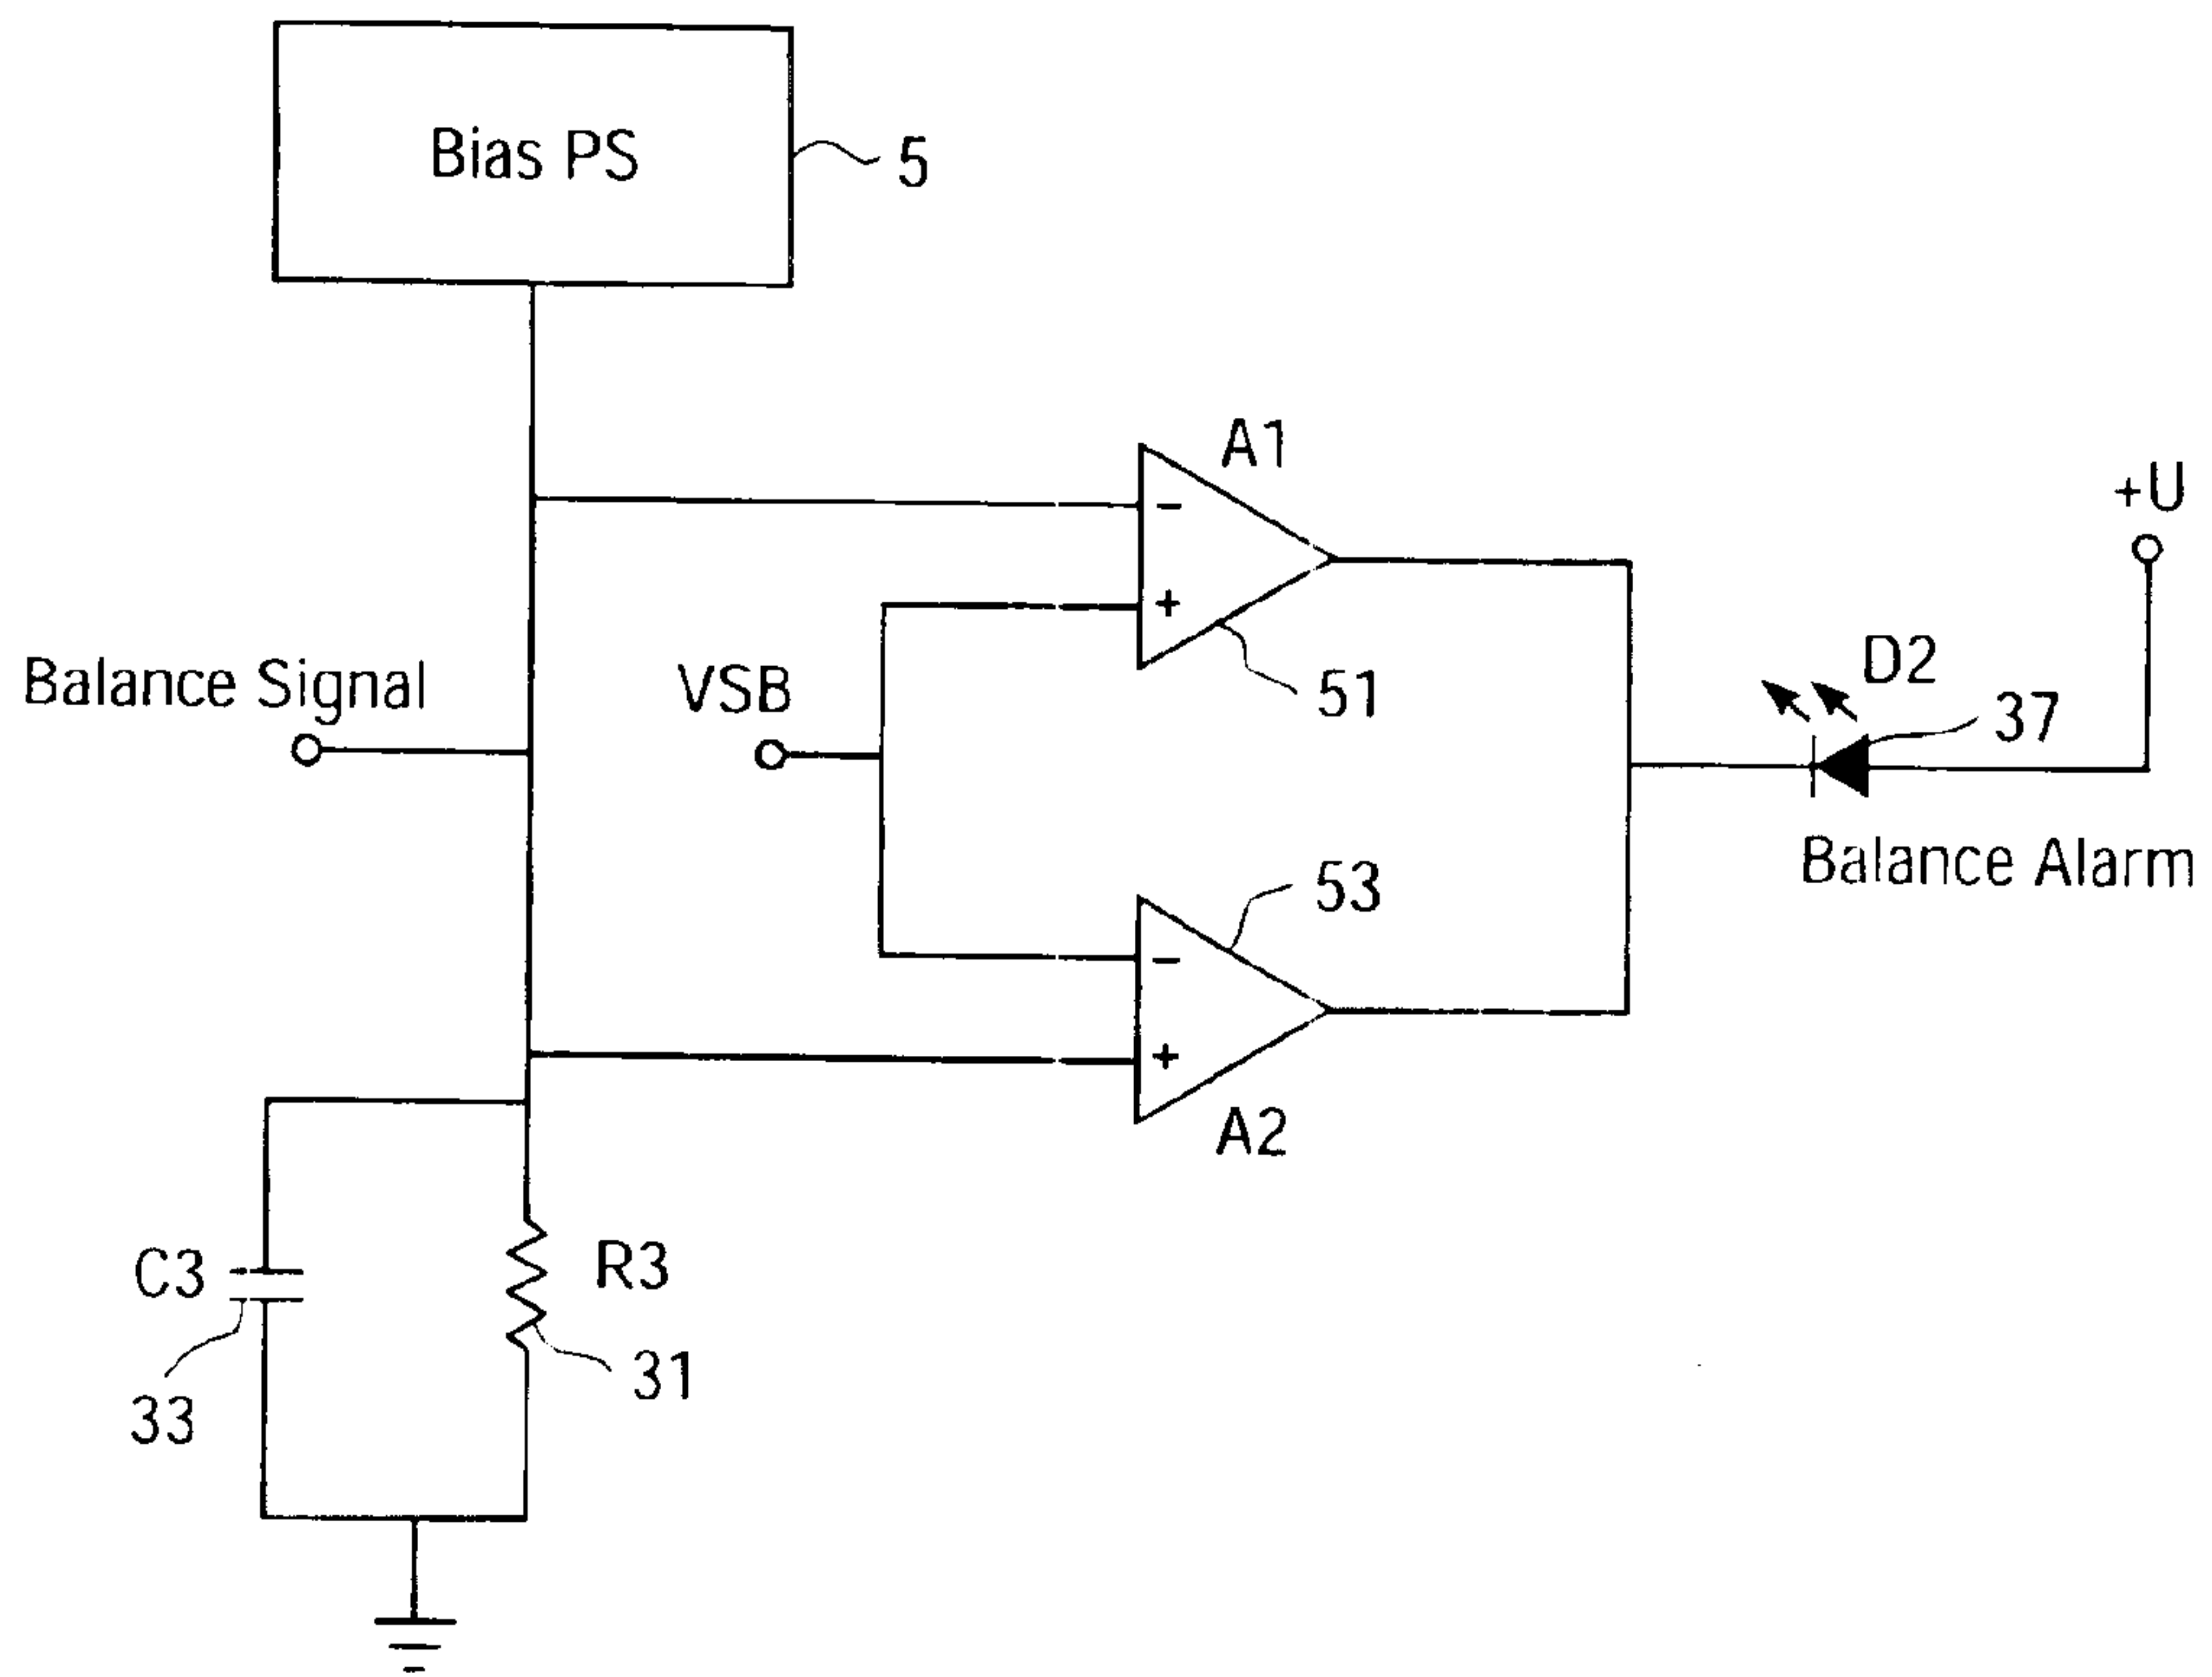 Bias PS
5
A1
-
+
+U
Balance Signal
VSB
51
D2
37
53
Balance Alarm
-
+
A2
C3
R3
31
33